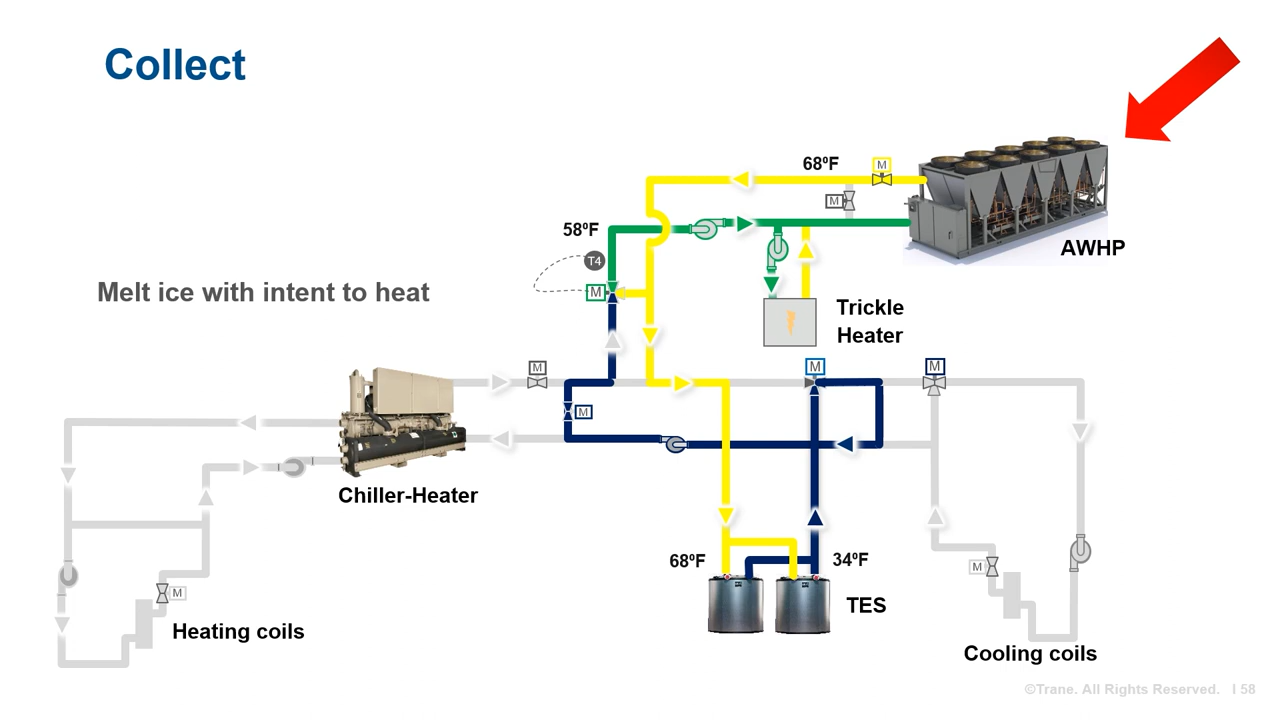 Collect
68ºF
M
M
58ºF
AWHP
T4
Melt ice with intent to heat
M
Trickle
Heater
M
M
M
M
Chiller-Heater
68ºF
34ºF
M
M
TES
Heating coils
Cooling coils
©Trane. All Rights Reserved. I 58